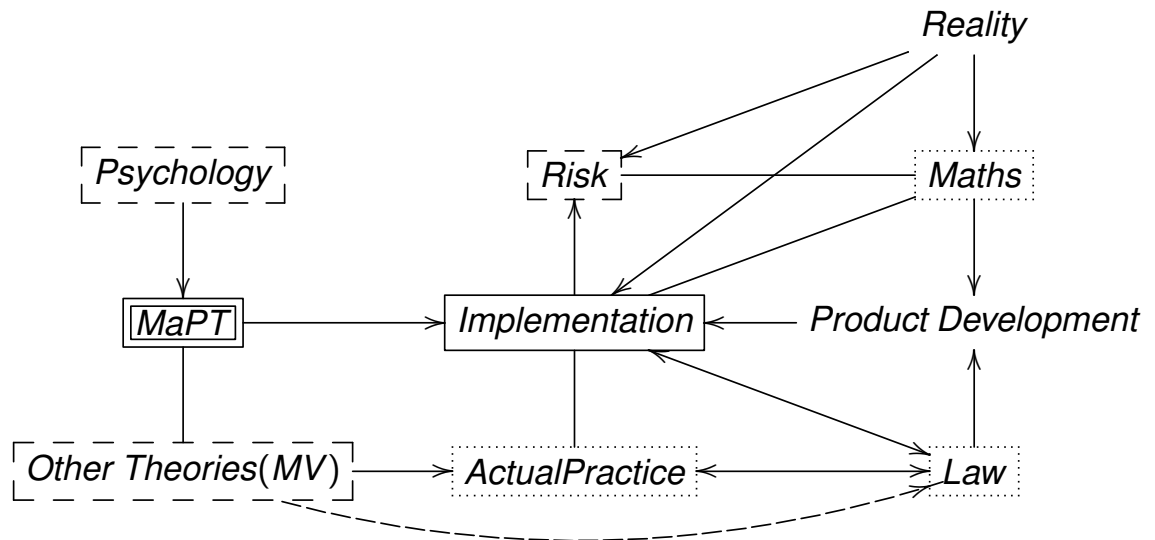 Reality
Psychology
Risk
Maths
MaPT
Implementation
Product Development
Other Theories(MV)
ActualPractice
Law